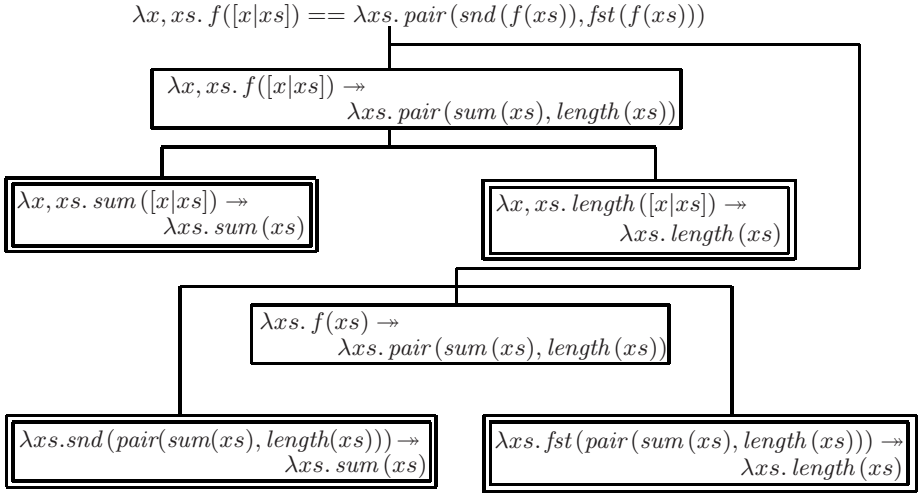 λx, xs. f([x|xs]) == λxs. pair(snd(f(xs)), fst(f(xs)))
λx, xs. f([x|xs]) ↠
λxs. pair(sum(xs), length(xs))
λx, xs. sum([x|xs]) ↠
λxs. sum(xs)
λx, xs. length([x|xs]) ↠
λxs. length(xs)
λxs. f(xs) ↠
λxs. pair(sum(xs), length(xs))
λxs.snd(pair(sum(xs), length(xs))) ↠
λxs. sum(xs)
λxs. fst(pair(sum(xs), length(xs))) ↠
λxs. length(xs)